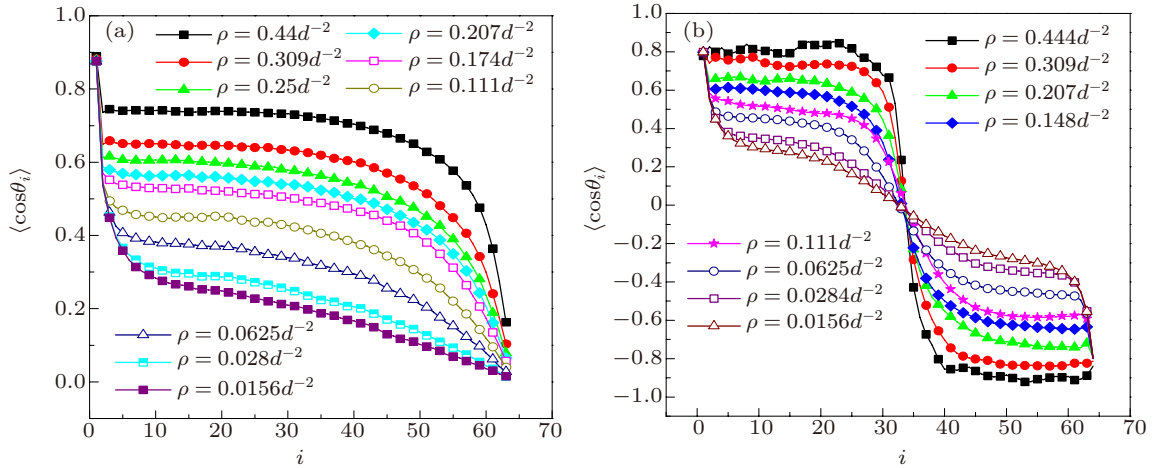 (a)
ρ = 0.44d⁻²
ρ = 0.309d⁻²
ρ = 0.25d⁻²
ρ = 0.207d⁻²
ρ = 0.174d⁻²
ρ = 0.111d⁻²
ρ = 0.0625d⁻²
ρ = 0.028d⁻²
ρ = 0.0156d⁻²
⟨cosθᵢ⟩
1.0
0.8
0.6
0.4
0.2
0.0
0 10 20 30 40 50 60 70
i
(b)
ρ = 0.444d⁻²
ρ = 0.309d⁻²
ρ = 0.207d⁻²
ρ = 0.148d⁻²
ρ = 0.111d⁻²
ρ = 0.0625d⁻²
ρ = 0.0284d⁻²
ρ = 0.0156d⁻²
⟨cosθᵢ⟩
1.0
0.8
0.6
0.4
0.2
0
−0.2
−0.4
−0.6
−0.8
−1.0
0 10 20 30 40 50 60 70
i